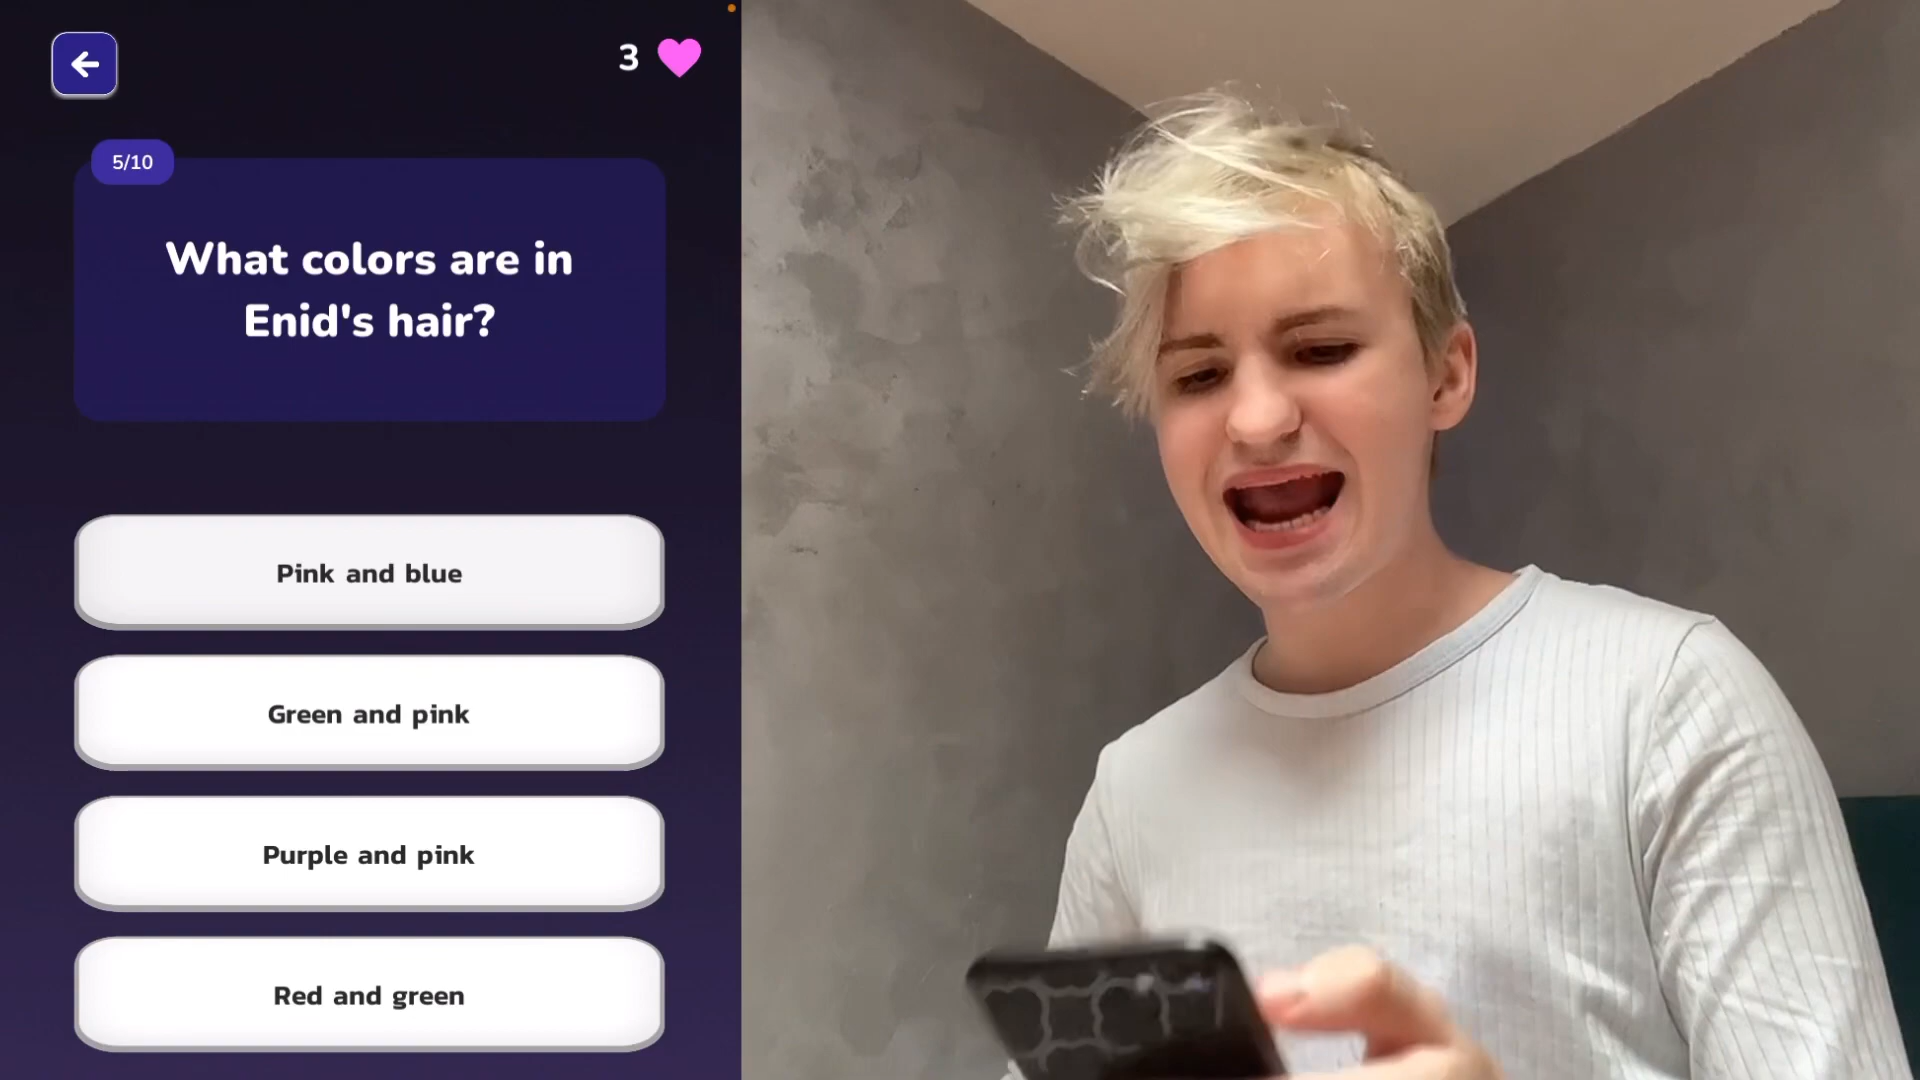 3
5/10
What colors are in
Enid's hair?
Pink and blue
Green and pink
Purple and pink
Red and green